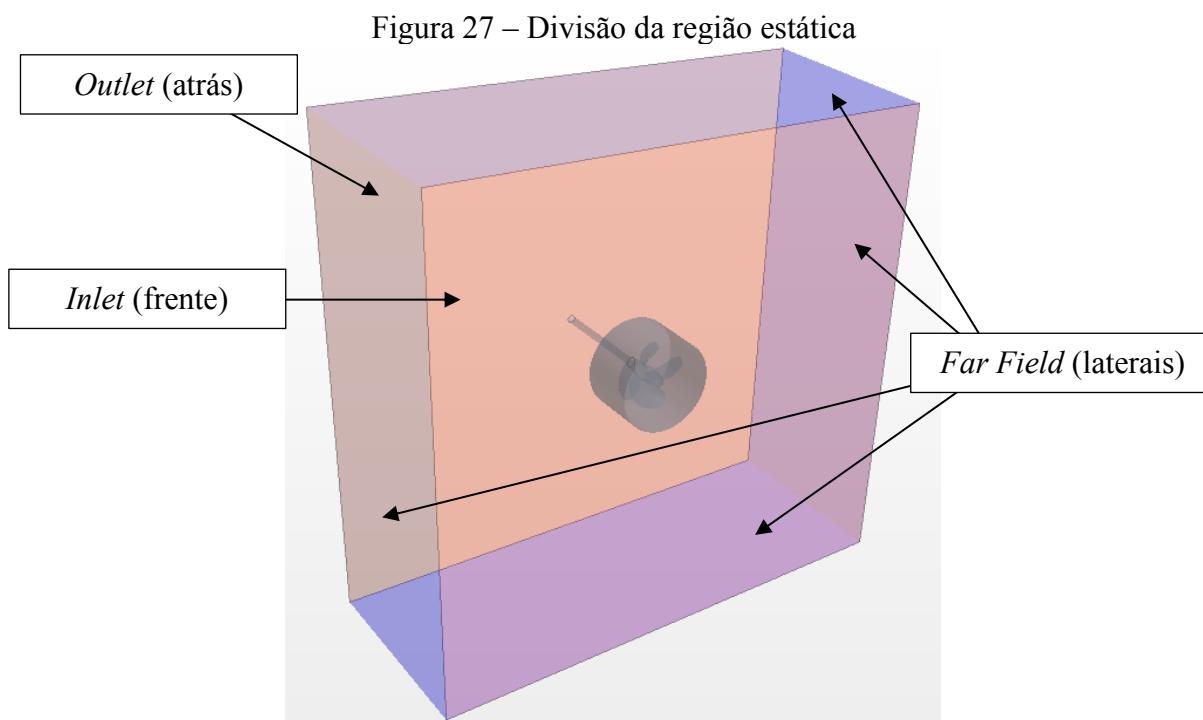 Figura 27 – Divisão da região estática
Outlet (atrás)
Inlet (frente)
Far Field (laterais)